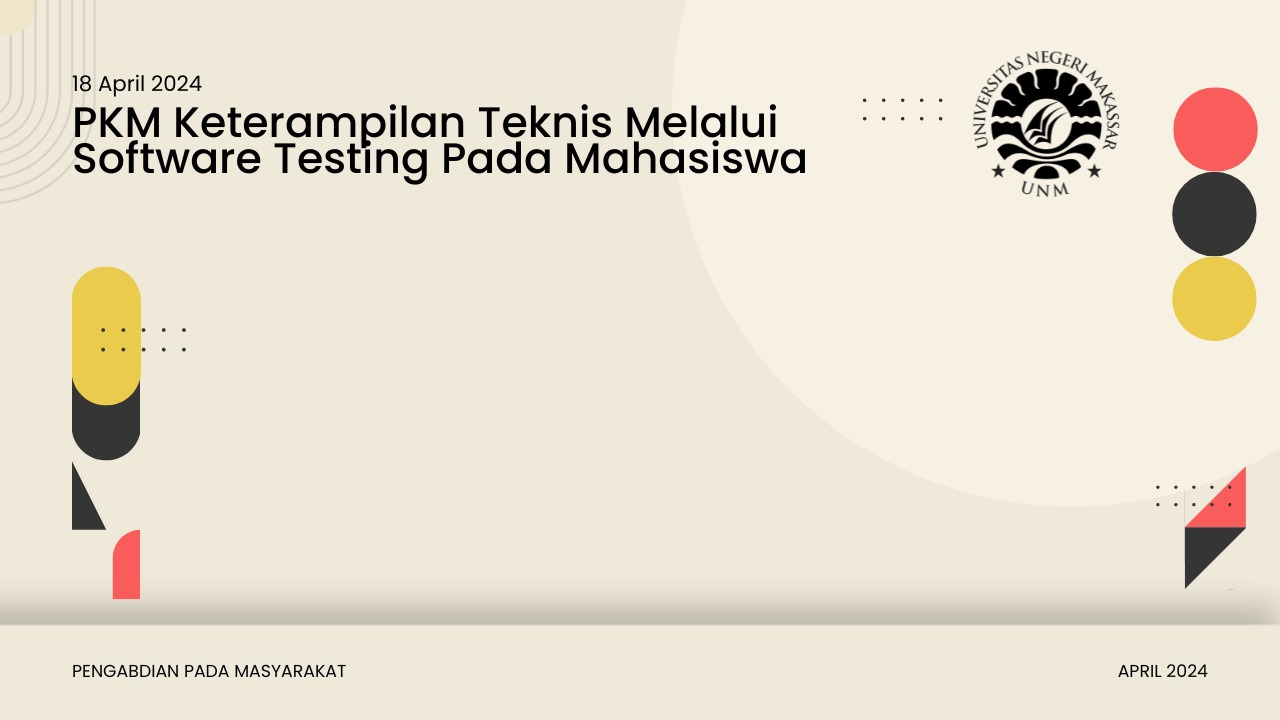 18 April 2024
PKM Keterampilan Teknis Melalui
Software Testing Pada Mahasiswa
UNIVERSITAS NEGERI MAKASSAR
UNM
PENGABDIAN PADA MASYARAKAT
APRIL 2024